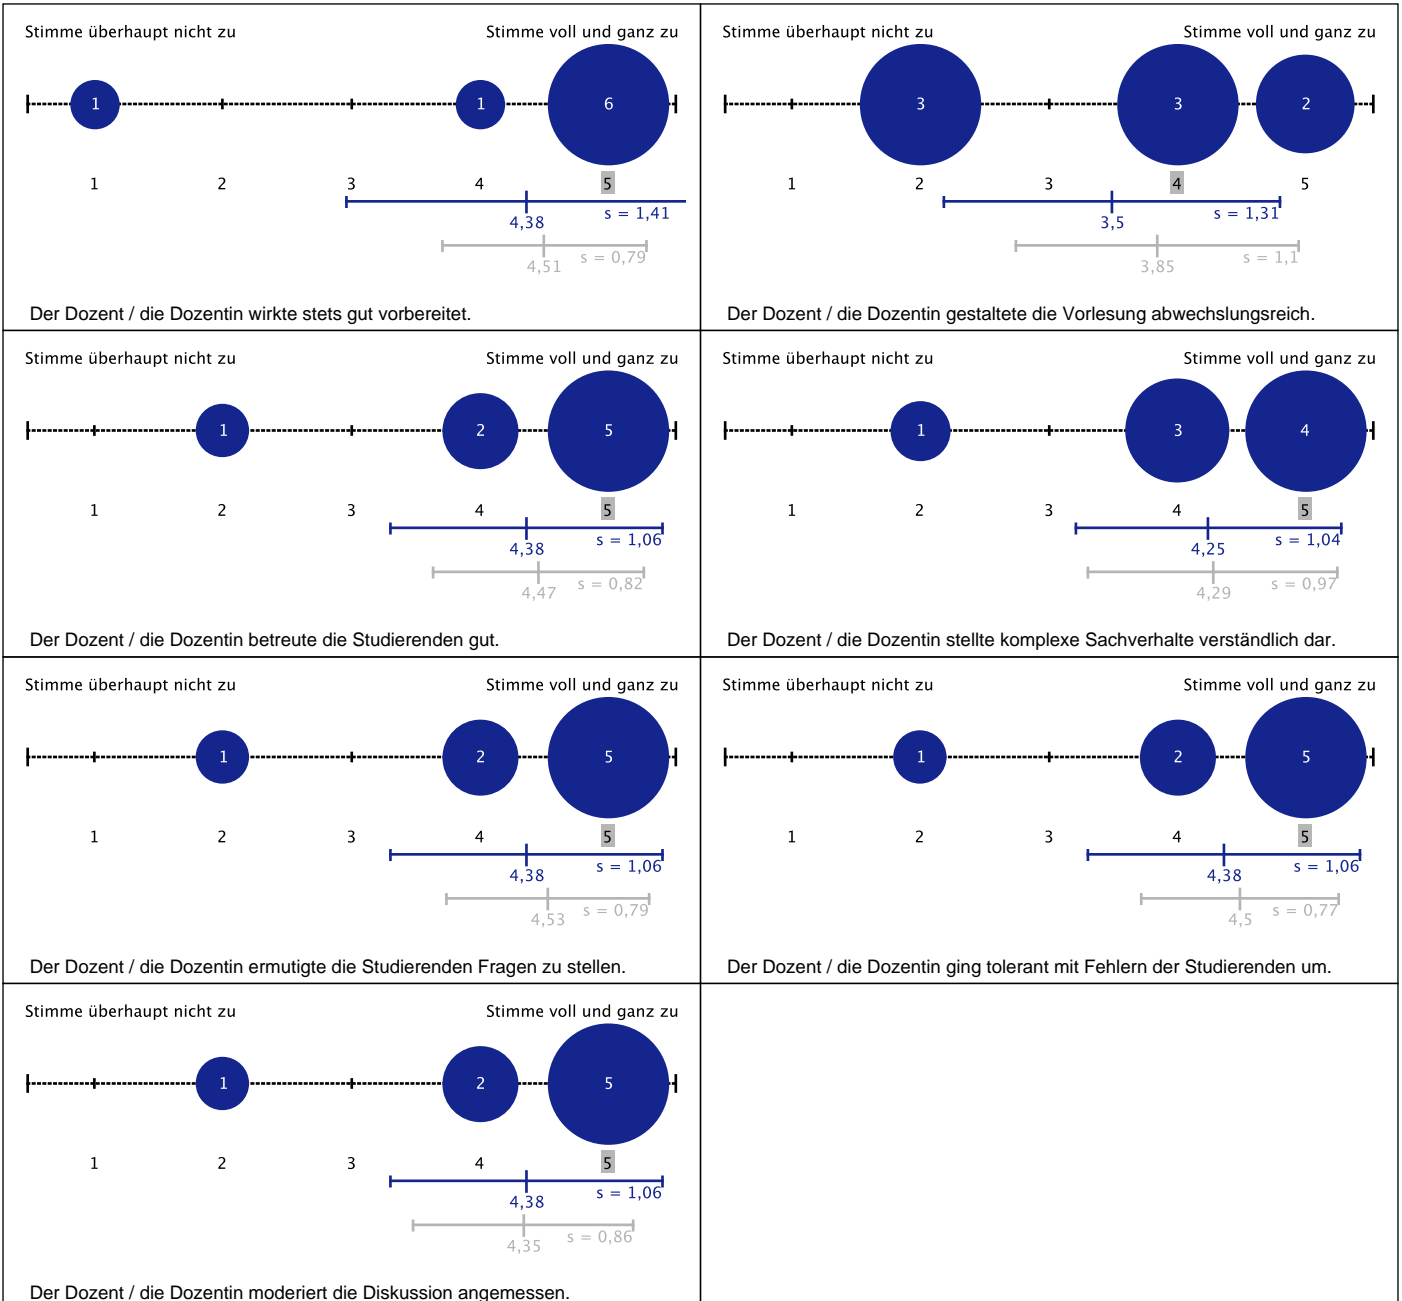 Stimme überhaupt nicht zu Stimme voll und ganz zu
1 1 6
1 2 3 4 5
4,38 s = 1,41
4,51 s = 0,79
Der Dozent / die Dozentin wirkte stets gut vorbereitet.
Stimme überhaupt nicht zu Stimme voll und ganz zu
3 3 2
1 2 3 4 5
3,5 s = 1,31
3,85 s = 1,1
Der Dozent / die Dozentin gestaltete die Vorlesung abwechslungsreich.
Stimme überhaupt nicht zu Stimme voll und ganz zu
1 2 5
1 2 3 4 5
4,38 s = 1,06
4,47 s = 0,82
Der Dozent / die Dozentin betreute die Studierenden gut.
Stimme überhaupt nicht zu Stimme voll und ganz zu
1 3 4
1 2 3 4 5
4,25 s = 1,04
4,29 s = 0,97
Der Dozent / die Dozentin stellte komplexe Sachverhalte verständlich dar.
Stimme überhaupt nicht zu Stimme voll und ganz zu
1 2 5
1 2 3 4 5
4,38 s = 1,06
4,53 s = 0,79
Der Dozent / die Dozentin ermutigte die Studierenden Fragen zu stellen.
Stimme überhaupt nicht zu Stimme voll und ganz zu
1 2 5
1 2 3 4 5
4,38 s = 1,06
4,5 s = 0,77
Der Dozent / die Dozentin ging tolerant mit Fehlern der Studierenden um.
Stimme überhaupt nicht zu Stimme voll und ganz zu
1 2 5
1 2 3 4 5
4,38 s = 1,06
4,35 s = 0,86
Der Dozent / die Dozentin moderiert die Diskussion angemessen.